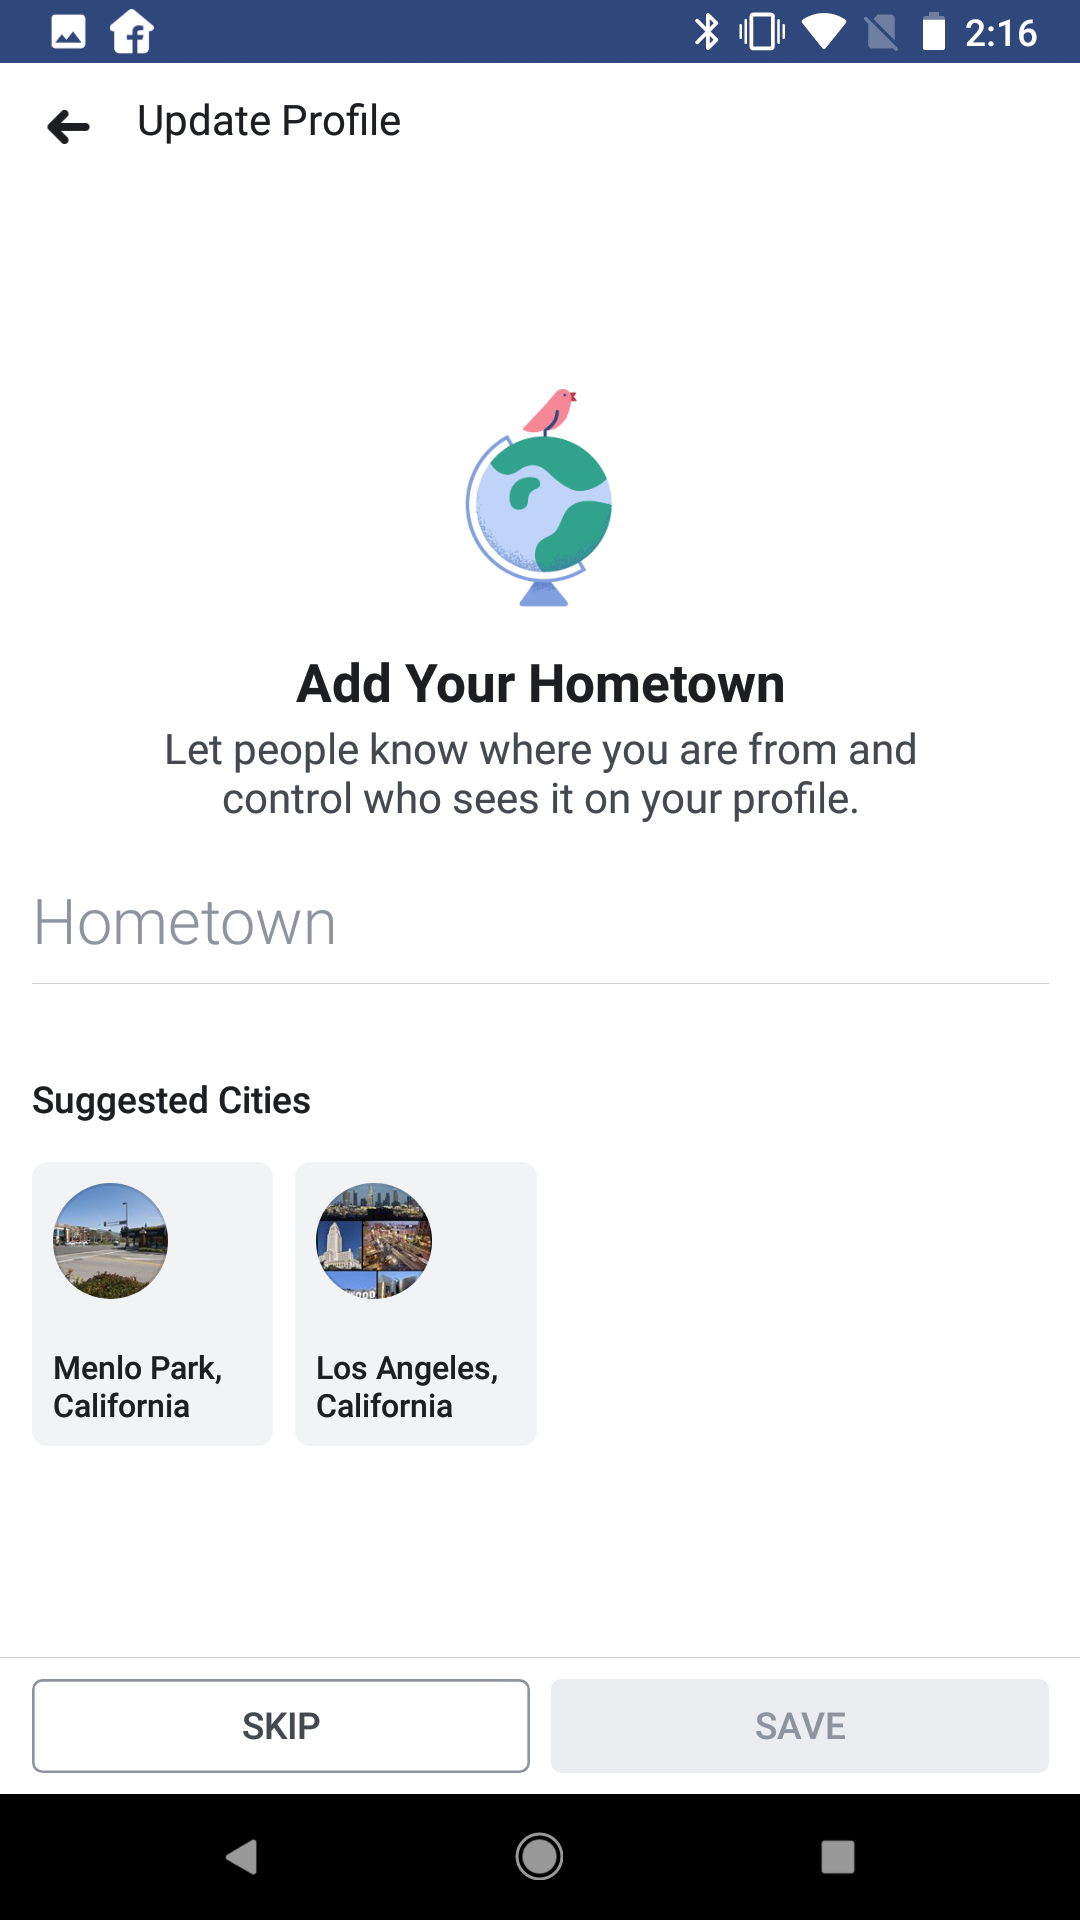 2:16
Update Profile
Add Your Hometown
Let people know where you are from and
control who sees it on your profile.
Hometown
Suggested Cities
Menlo Park,
California
Los Angeles,
California
SKIP
SAVE